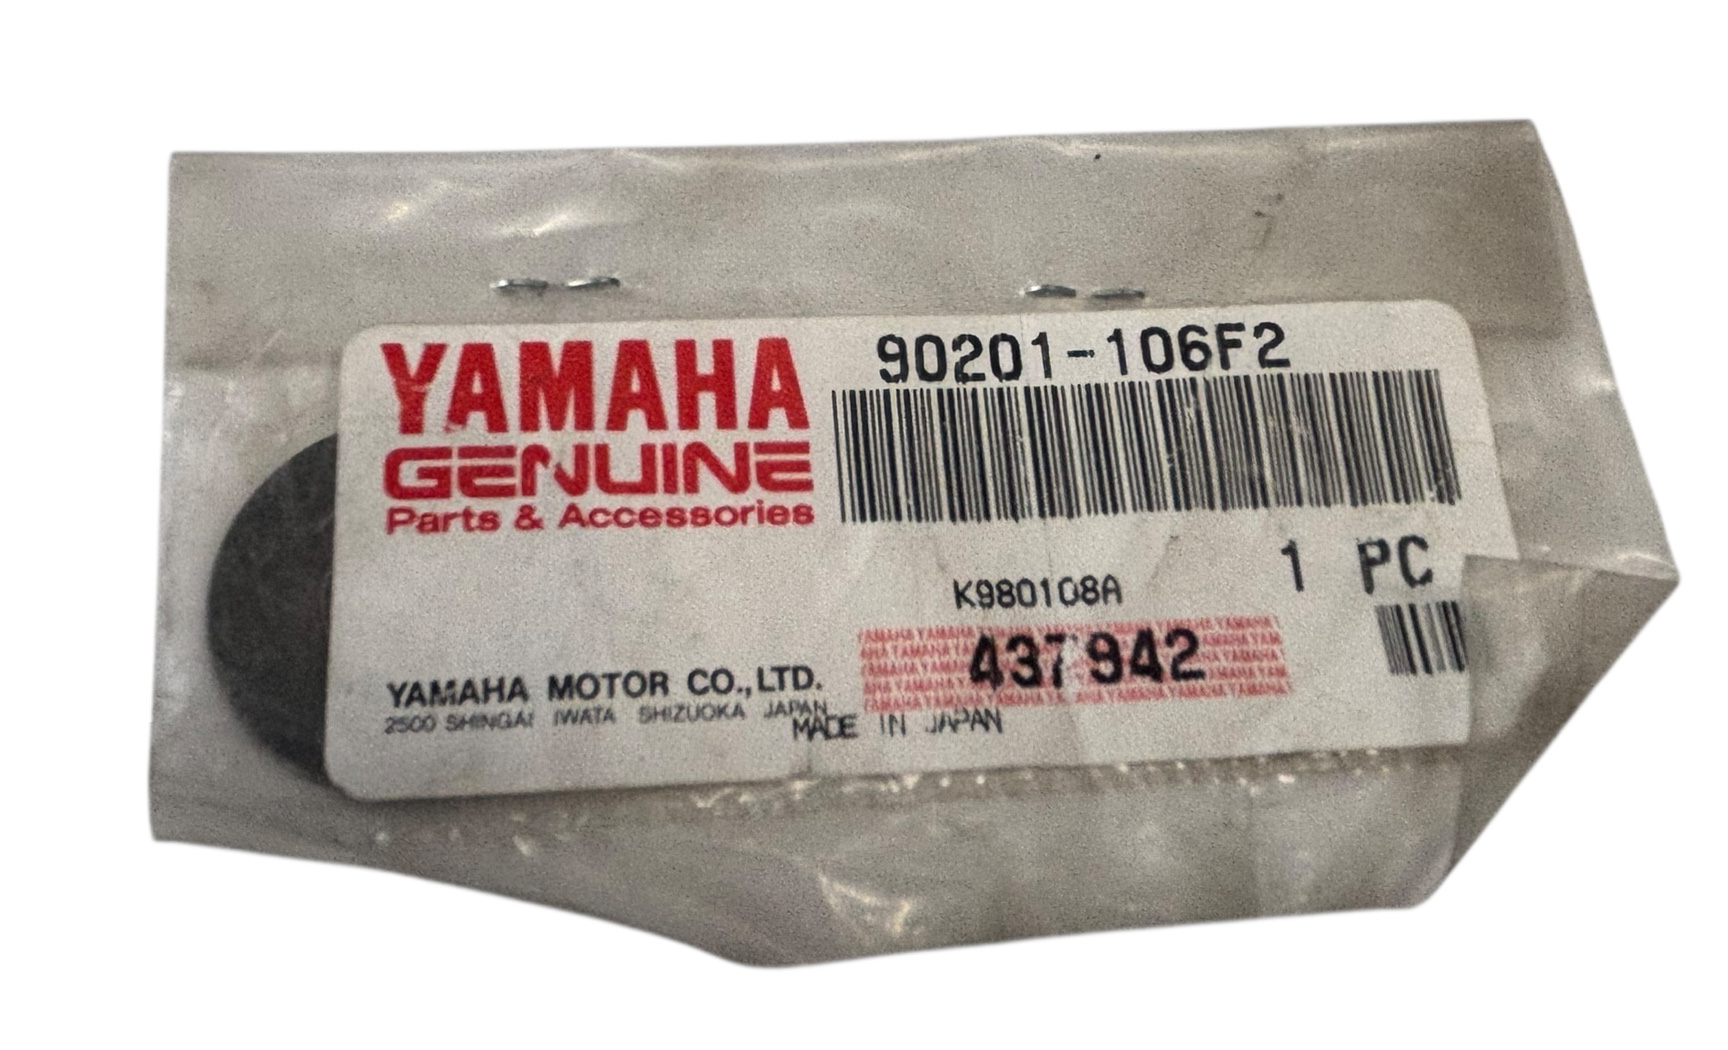 YAMAHA
GENUINE
Parts & Accessories
90201-106F2
1 PC
K980108A
437942
YAMAHA MOTOR CO., LTD.
2500 SHINGAI IWATA SHIZUOKA JAPAN
MADE IN JAPAN